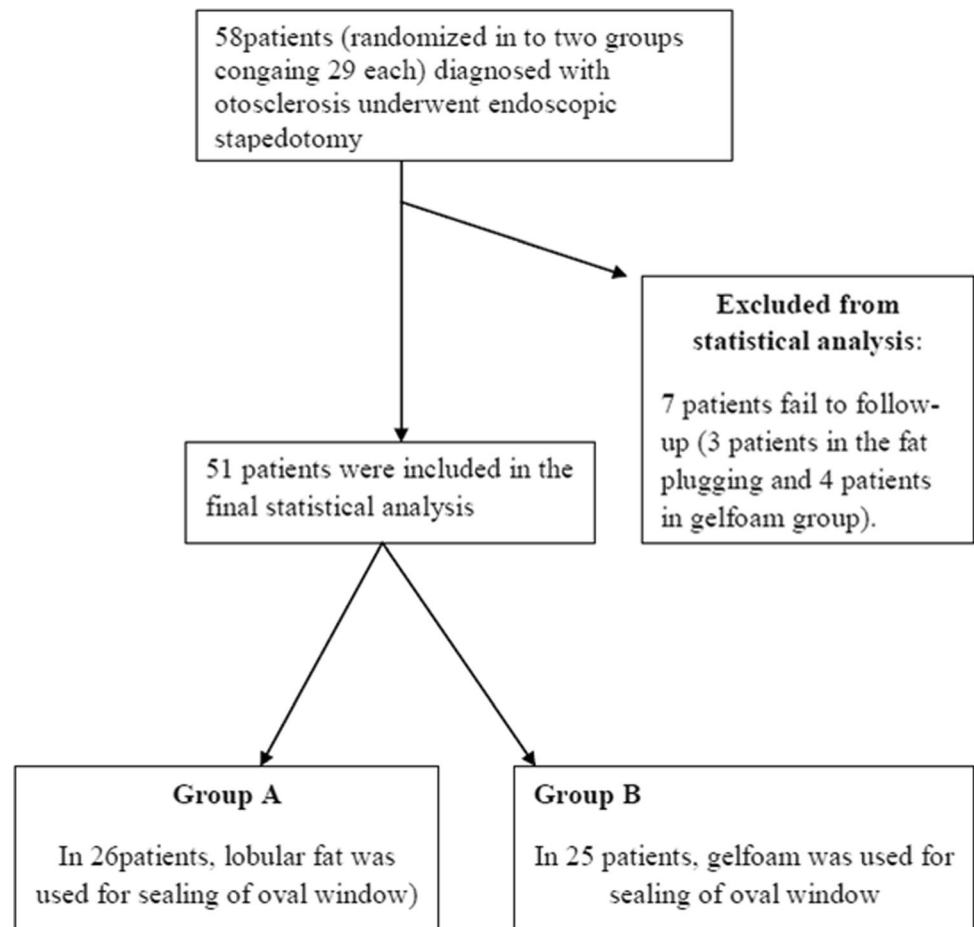 58patients (randomized in to two groups
congaing 29 each) diagnosed with
otosclerosis underwent endoscopic
stapedotomy
Excluded from
statistical analysis:
7 patients fail to follow-
up (3 patients in the fat
plugging and 4 patients
in gelfoam group).
51 patients were included in the
final statistical analysis
Group A
In 26patients, lobular fat was
used for sealing of oval window)
Group B
In 25 patients, gelfoam was used for
sealing of oval window